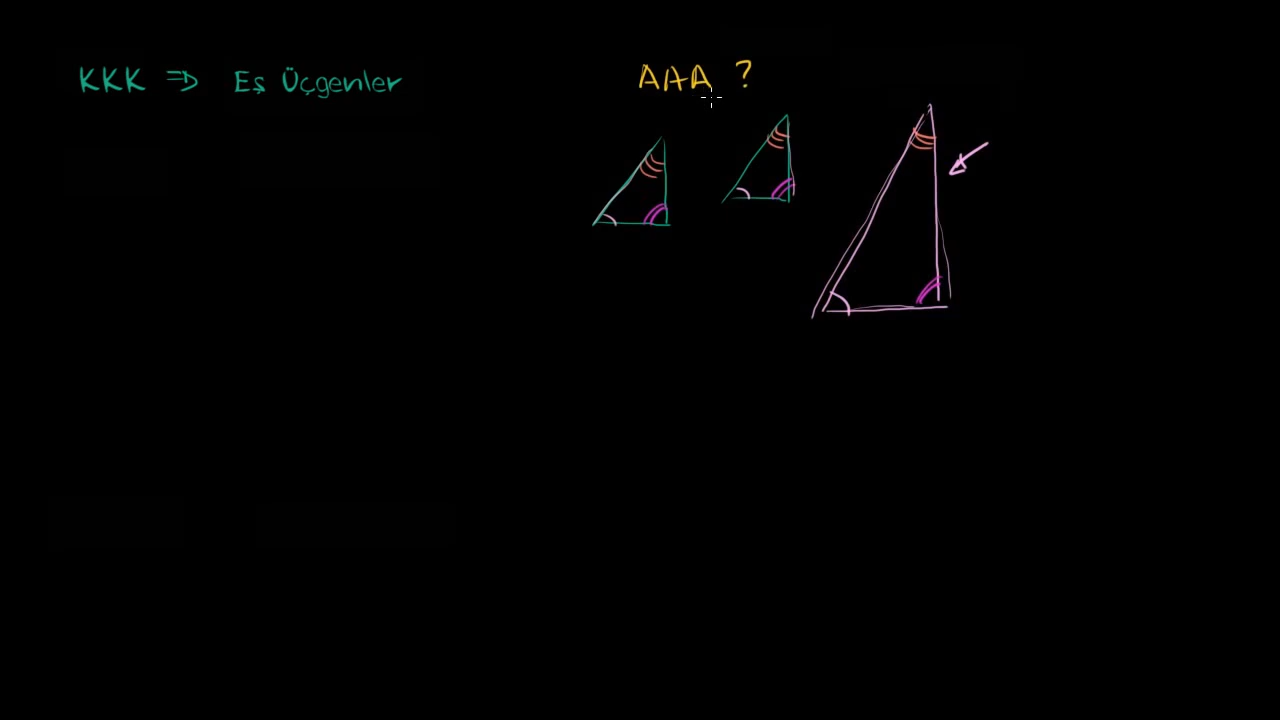 KKK ⇒ Eş Üçgenler
AAA ?